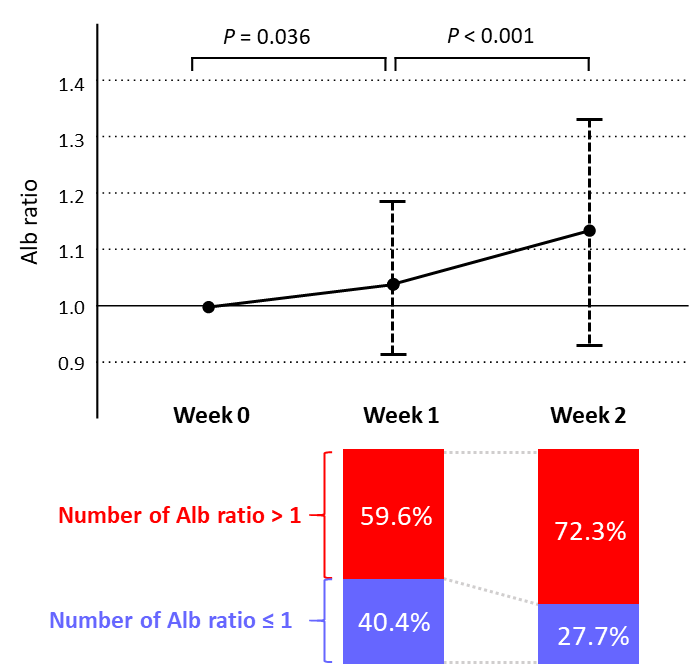 P = 0.036
P < 0.001
Alb ratio
1.4
1.3
1.2
1.1
1.0
0.9
Week 0
Week 1
Week 2
Number of Alb ratio > 1
59.6%
72.3%
Number of Alb ratio ≤ 1
40.4%
27.7%